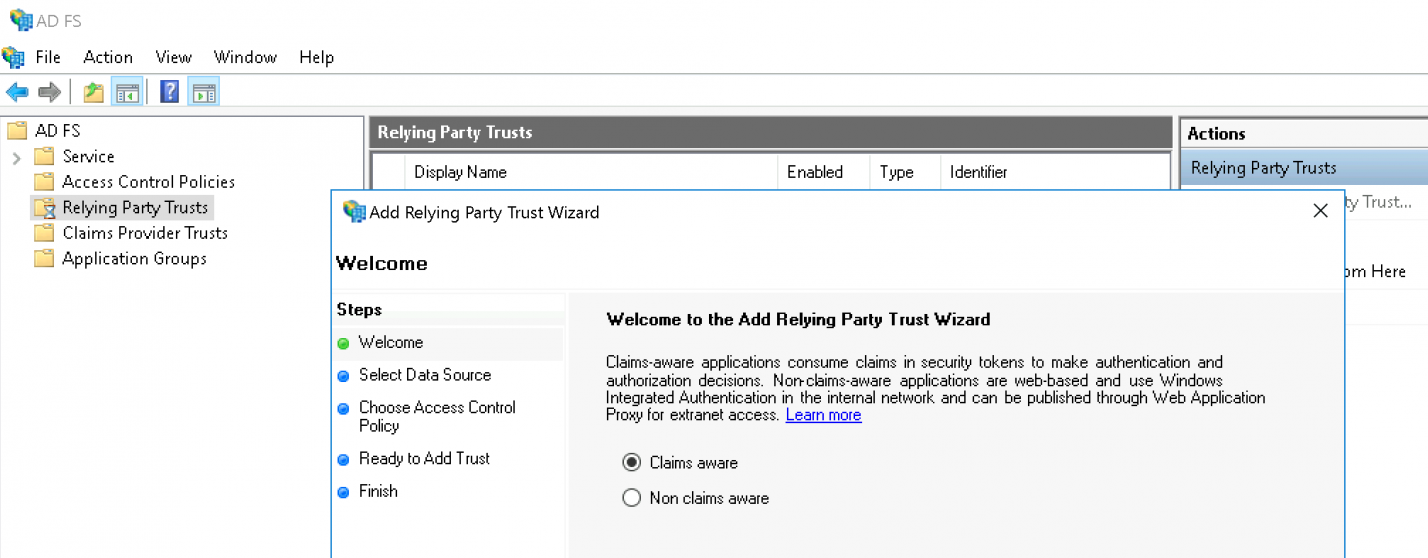 AD FS
File Action View Window Help
AD FS
Service
Access Control Policies
Relying Party Trusts
Claims Provider Trusts
Application Groups
Relying Party Trusts
Display Name Enabled Type Identifier
Actions
Relying Party Trusts
Trust...
Here
Add Relying Party Trust Wizard
Welcome
Steps
Welcome
Select Data Source
Choose Access Control
Policy
Ready to Add Trust
Finish
Welcome to the Add Relying Party Trust Wizard
Claims-aware applications consume claims in security tokens to make authentication and
authorization decisions. Non-claims-aware applications are web-based and use Windows
Integrated Authentication in the internal network and can be published through Web Application
Proxy for extranet access. Learn more
Claims aware
Non claims aware